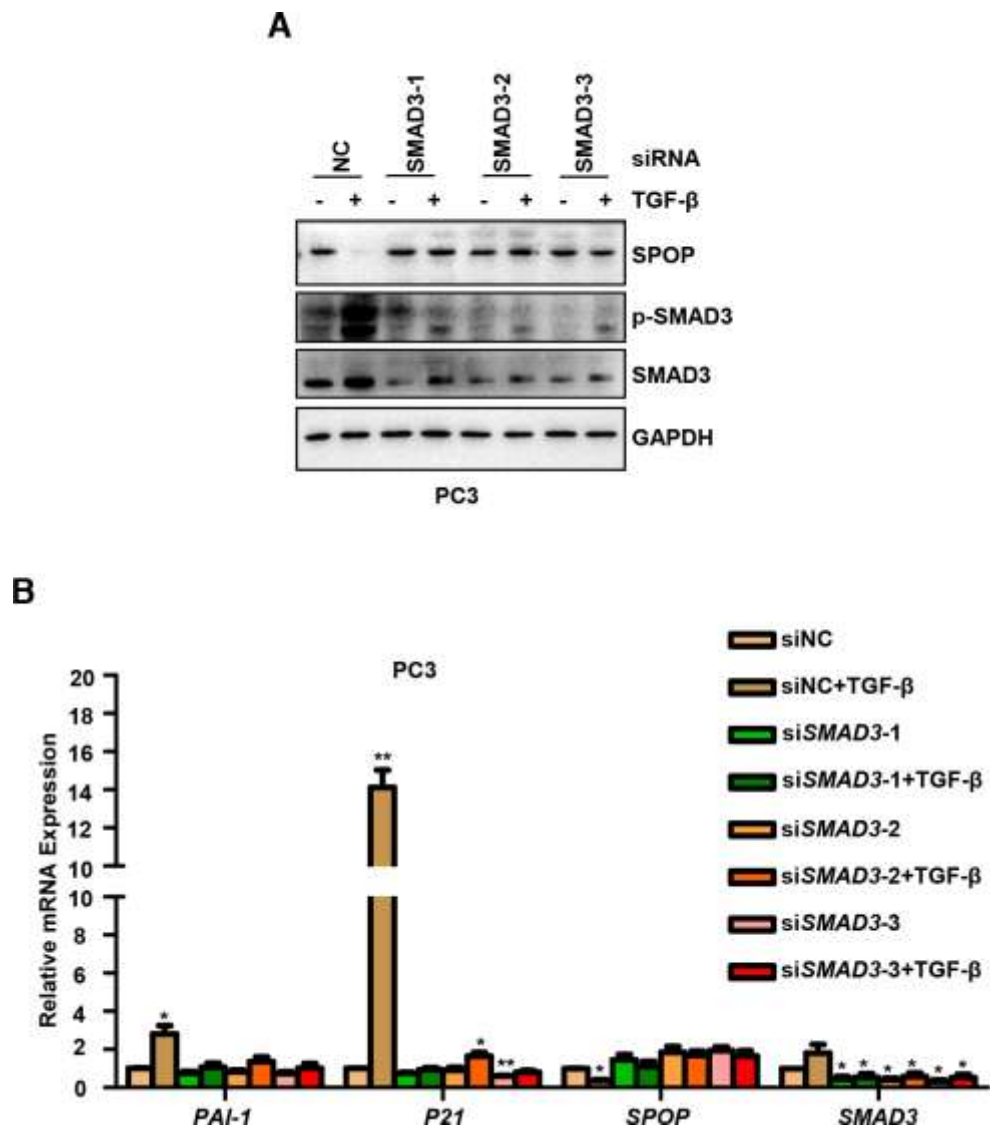 A
NC
SMAD3-1
SMAD3-2
SMAD3-3
siRNA
- + - + - + - + TGF-β
SPOP
p-SMAD3
SMAD3
GAPDH
PC3
B
PC3
Relative mRNA Expression
20
18
16
14
12
10
10
8
6
4
2
0
*
**
*
**
*
* * * * * *
PAI-1 P21 SPOP SMAD3
siNC
siNC+TGF-β
siSMAD3-1
siSMAD3-1+TGF-β
siSMAD3-2
siSMAD3-2+TGF-β
siSMAD3-3
siSMAD3-3+TGF-β